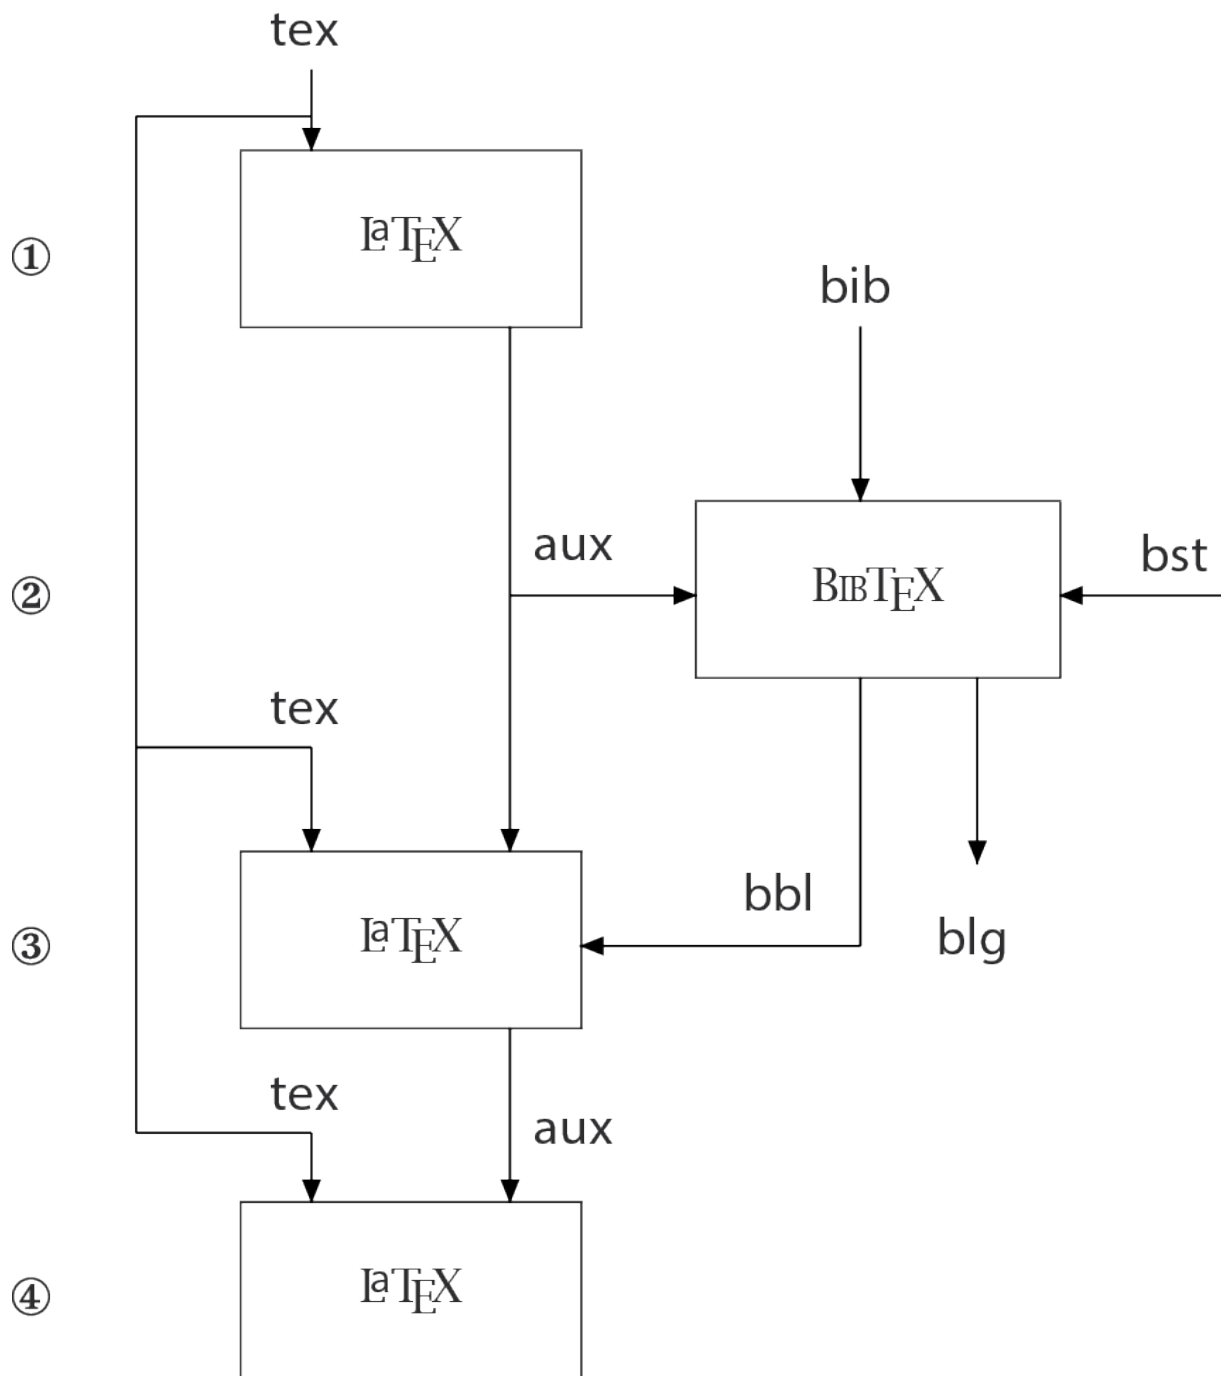 tex
①
LaTeX
bib
②
aux
BIBTeX
bst
tex
③
LaTeX
bbl
blg
tex
aux
④
LaTeX